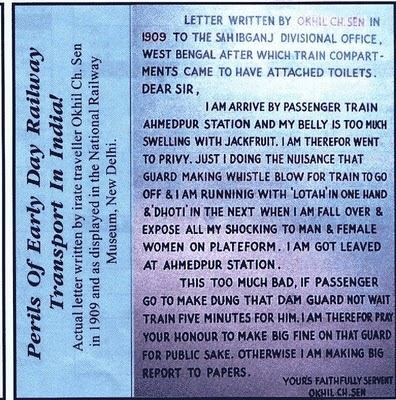 Perils Of Early Day Railway
Transport In India!
Actual letter written by irate traveller Okhil Ch. Sen
in 1909 and as displayed in the National Railway
Museum, New Delhi.
LETTER WRITTEN BY OKHIL CH. SEN IN
1909 TO THE SAHIBGANJ DIVISIONAL OFFICE,
WEST BENGAL AFTER WHICH TRAIN COMPART-
MENTS CAME TO HAVE ATTACHED TOILETS.
DEAR SIR,
I AM ARRIVE BY PASSENGER TRAIN
AHMEDPUR STATION AND MY BELLY IS TOO MUCH
SWELLING WITH JACKFRUIT. I AM THEREFOR WENT
TO PRIVY. JUST I DOING THE NUISANCE THAT
GUARD MAKING WHISTLE BLOW FOR TRAIN TO GO
OFF & I AM RUNNINIG WITH 'LOTAH' IN ONE HAND
& 'DHOTI' IN THE NEXT WHEN I AM FALL OVER &
EXPOSE ALL MY SHOCKING TO MAN & FEMALE
WOMEN ON PLATEFORM. I AM GOT LEAVED
AT AHMEDPUR STATION.
THIS TOO MUCH BAD, IF PASSENGER
GO TO MAKE DUNG THAT DAM GUARD NOT WAIT
TRAIN FIVE MINUTES FOR HIM. I AM THEREFOR PRAY
YOUR HONOUR TO MAKE BIG FINE ON THAT GUARD
FOR PUBLIC SAKE. OTHERWISE I AM MAKING BIG
REPORT TO PAPERS.
YOURS FAITHFULLY SERVENT
OKHIL CH. SEN